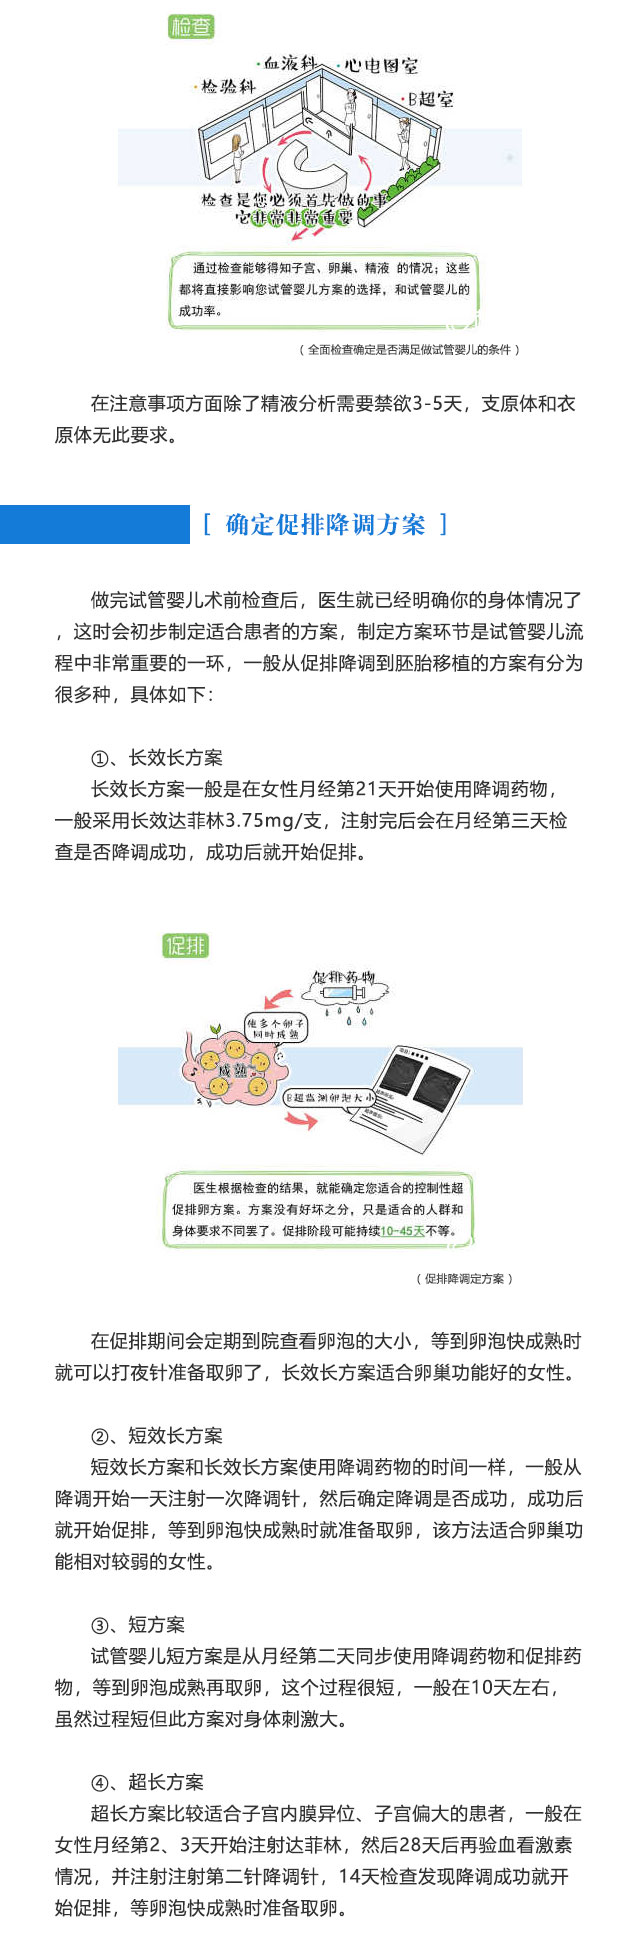 检查
·血液科
·心电图室
·检验科
·B超室
检查是您必须首先做的事
它非常非常重要
通过检查能够得知子宫、卵巢、精液 的情况；这些
都将直接影响您试管婴儿方案的选择，和试管婴儿的
成功率。
（ 全面检查确定是否满足做试管婴儿的条件 ）
在注意事项方面除了精液分析需要禁欲3-5天，支原体和衣
原体无此要求。
[ 确定促排降调方案 ]
做完试管婴儿术前检查后，医生就已经明确你的身体情况了
，这时会初步制定适合患者的方案，制定方案环节是试管婴儿流
程中非常重要的一环，一般从促排降调到胚胎移植的方案有分为
很多种，具体如下：
①、长效长方案
长效长方案一般是在女性月经第21天开始使用降调药物，
一般采用长效达菲林3.75mg/支，注射完后会在月经第三天检
查是否降调成功，成功后就开始促排。
促排
促排药物
使多个卵子
同时成熟
成熟
B超监测卵泡大小
医生根据检查的结果，就能确定您适合的控制性超
促排卵方案。方案没有好坏之分，只是适合的人群和
身体要求不同罢了。促排阶段可能持续10-45天不等。
（ 促排降调定方案 ）
在促排期间会定期到院查看卵泡的大小，等到卵泡快成熟时
就可以打夜针准备取卵了，长效长方案适合卵巢功能好的女性。
②、短效长方案
短效长方案和长效长方案使用降调药物的时间一样，一般从
降调开始一天注射一次降调针，然后确定降调是否成功，成功后
就开始促排，等到卵泡快成熟时就准备取卵，该方法适合卵巢功
能相对较弱的女性。
③、短方案
试管婴儿短方案是从月经第二天同步使用降调药物和促排药
物，等到卵泡成熟再取卵，这个过程很短，一般在10天左右，
虽然过程短但此方案对身体刺激大。
④、超长方案
超长方案比较适合子宫内膜异位、子宫偏大的患者，一般在
女性月经第2、3天开始注射达菲林，然后28天后再验血看激素
情况，并注射注射第二针降调针，14天检查发现降调成功就开
始促排，等卵泡快成熟时准备取卵。